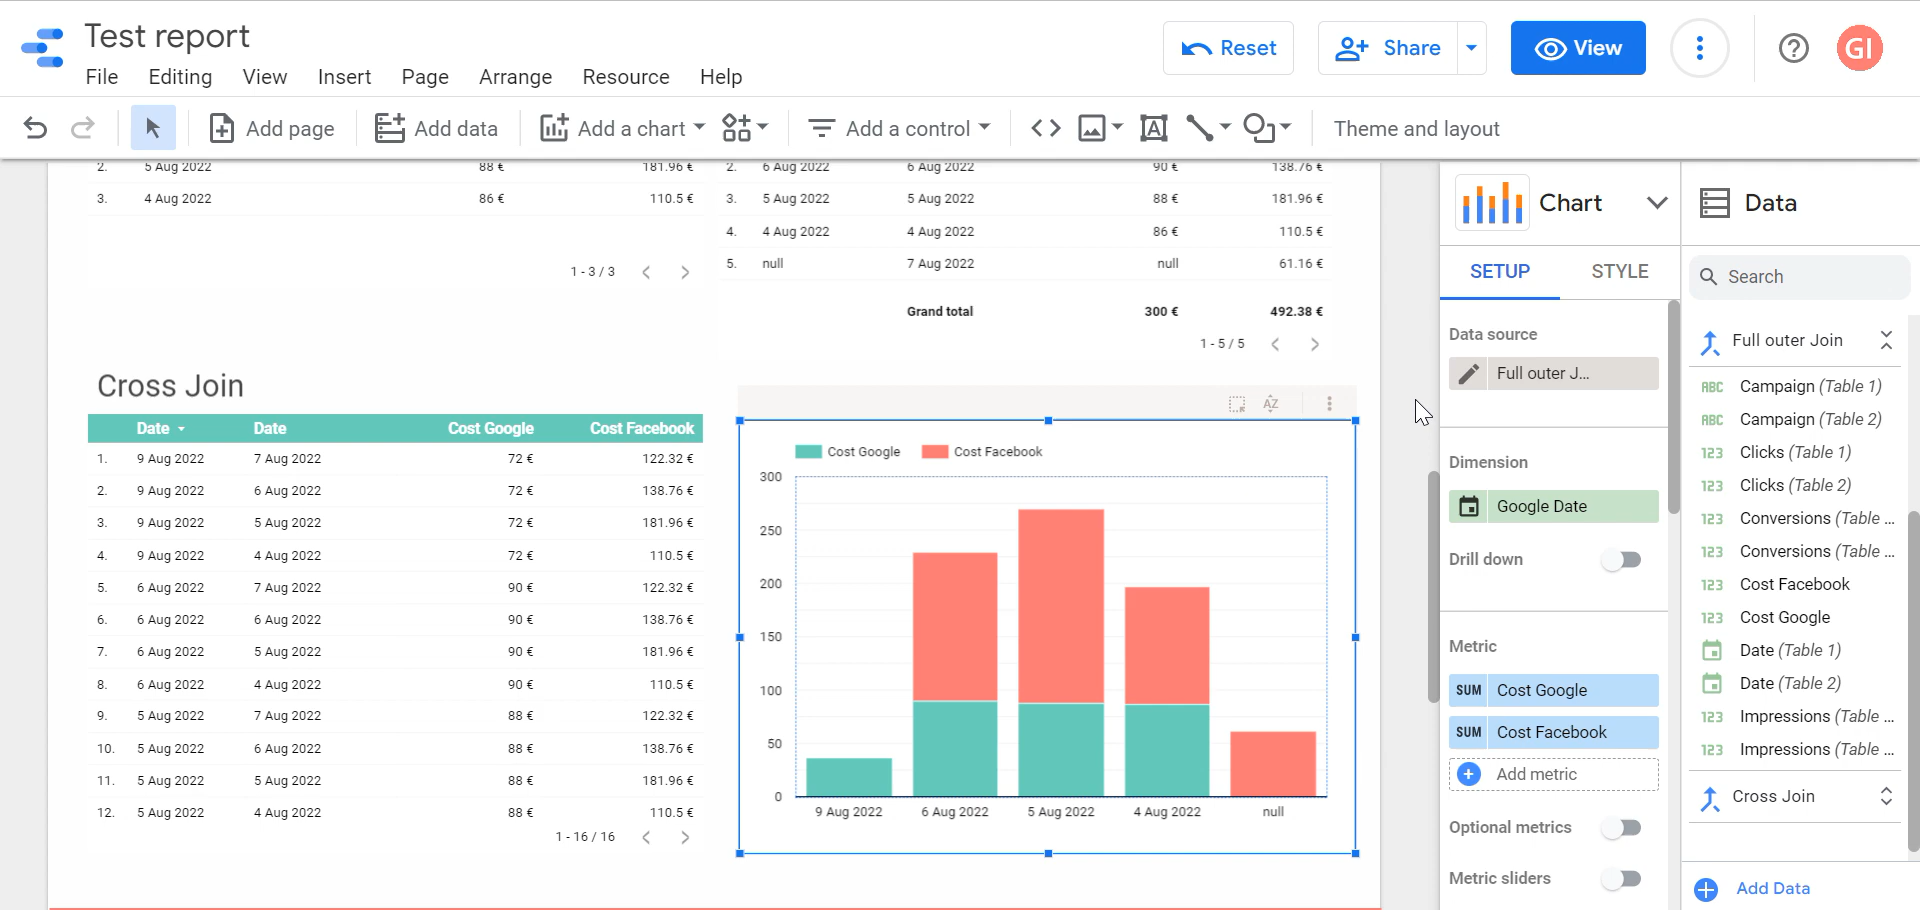 Test report
File Editing View Insert Page Arrange Resource Help
Reset
Share
View
GI
Add page
Add data
Add a chart
Add a control
Theme and layout
2. 5 Aug 2022 88 € 181.96 €
3. 4 Aug 2022 86 € 110.5 €
1 - 3 / 3
2. 6 Aug 2022 6 Aug 2022 90 € 138.76 €
3. 5 Aug 2022 5 Aug 2022 88 € 181.96 €
4. 4 Aug 2022 4 Aug 2022 86 € 110.5 €
5. null 7 Aug 2022 null 61.16 €
Grand total 300 € 492.38 €
1 - 5 / 5
Cross Join
Date Date Cost Google Cost Facebook
1. 9 Aug 2022 7 Aug 2022 72 € 122.32 €
2. 9 Aug 2022 6 Aug 2022 72 € 138.76 €
3. 9 Aug 2022 5 Aug 2022 72 € 181.96 €
4. 9 Aug 2022 4 Aug 2022 72 € 110.5 €
5. 6 Aug 2022 7 Aug 2022 90 € 122.32 €
6. 6 Aug 2022 6 Aug 2022 90 € 138.76 €
7. 6 Aug 2022 5 Aug 2022 90 € 181.96 €
8. 6 Aug 2022 4 Aug 2022 90 € 110.5 €
9. 5 Aug 2022 7 Aug 2022 88 € 122.32 €
10. 5 Aug 2022 6 Aug 2022 88 € 138.76 €
11. 5 Aug 2022 5 Aug 2022 88 € 181.96 €
12. 5 Aug 2022 4 Aug 2022 88 € 110.5 €
1 - 16 / 16
AZ
Cost Google Cost Facebook
300
250
200
150
100
50
0
9 Aug 2022 6 Aug 2022 5 Aug 2022 4 Aug 2022 null
Chart
SETUP STYLE
Data source
Full outer J...
Dimension
Google Date
Drill down
Metric
SUM Cost Google
SUM Cost Facebook
Add metric
Optional metrics
Metric sliders
Data
Search
Full outer Join
ABC Campaign (Table 1)
ABC Campaign (Table 2)
123 Clicks (Table 1)
123 Clicks (Table 2)
123 Conversions (Table ...
123 Conversions (Table ...
123 Cost Facebook
123 Cost Google
Date (Table 1)
Date (Table 2)
123 Impressions (Table ...
123 Impressions (Table ...
Cross Join
Add Data